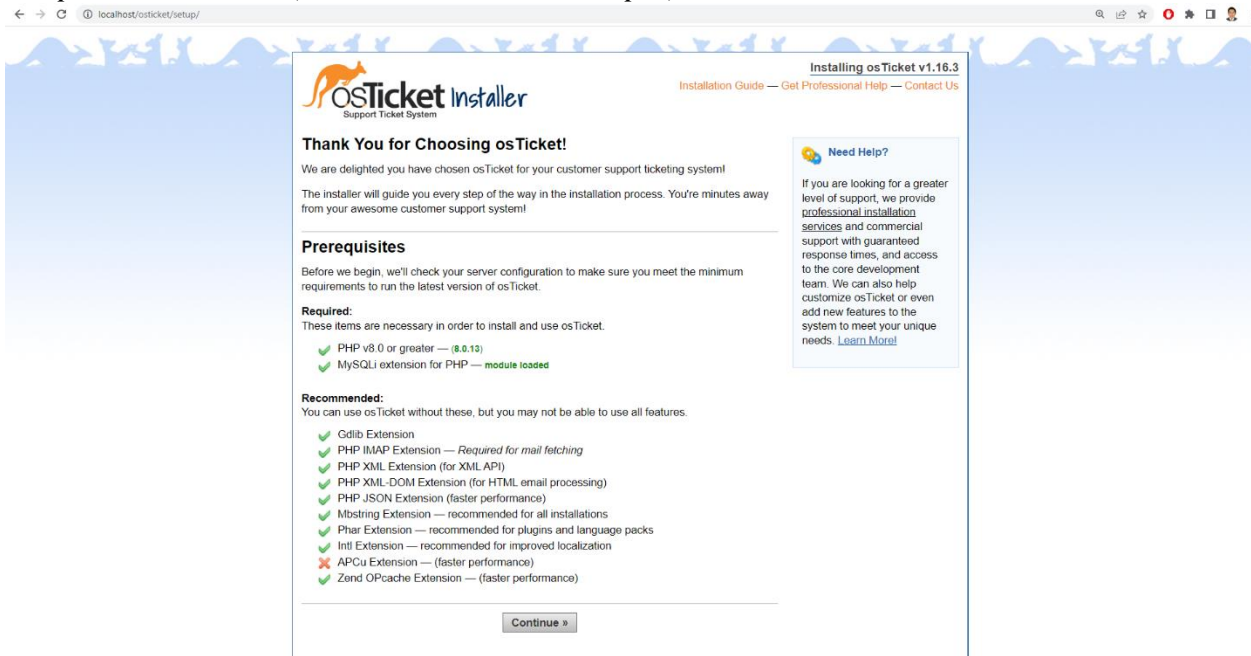 localhost/osticket/setup/
osTicket Installer
Support Ticket System
Installing osTicket v1.16.3
Installation Guide — Get Professional Help — Contact Us
Thank You for Choosing osTicket!
We are delighted you have chosen osTicket for your customer support ticketing system!
The installer will guide you every step of the way in the installation process. You're minutes away
from your awesome customer support system!
Prerequisites
Before we begin, we'll check your server configuration to make sure you meet the minimum
requirements to run the latest version of osTicket.
Required:
These items are necessary in order to install and use osTicket.
PHP v8.0 or greater — (8.0.13)
MySQLi extension for PHP — module loaded
Recommended:
You can use osTicket without these, but you may not be able to use all features.
Gdlib Extension
PHP IMAP Extension — Required for mail fetching
PHP XML Extension (for XML API)
PHP XML-DOM Extension (for HTML email processing)
PHP JSON Extension (faster performance)
Mbstring Extension — recommended for all installations
Phar Extension — recommended for plugins and language packs
Intl Extension — recommended for improved localization
APCu Extension — (faster performance)
Zend OPcache Extension — (faster performance)
Continue »
Need Help?
If you are looking for a greater
level of support, we provide
professional installation
services and commercial
support with guaranteed
response times, and access
to the core development
team. We can also help
customize osTicket or even
add new features to the
system to meet your unique
needs. Learn More!